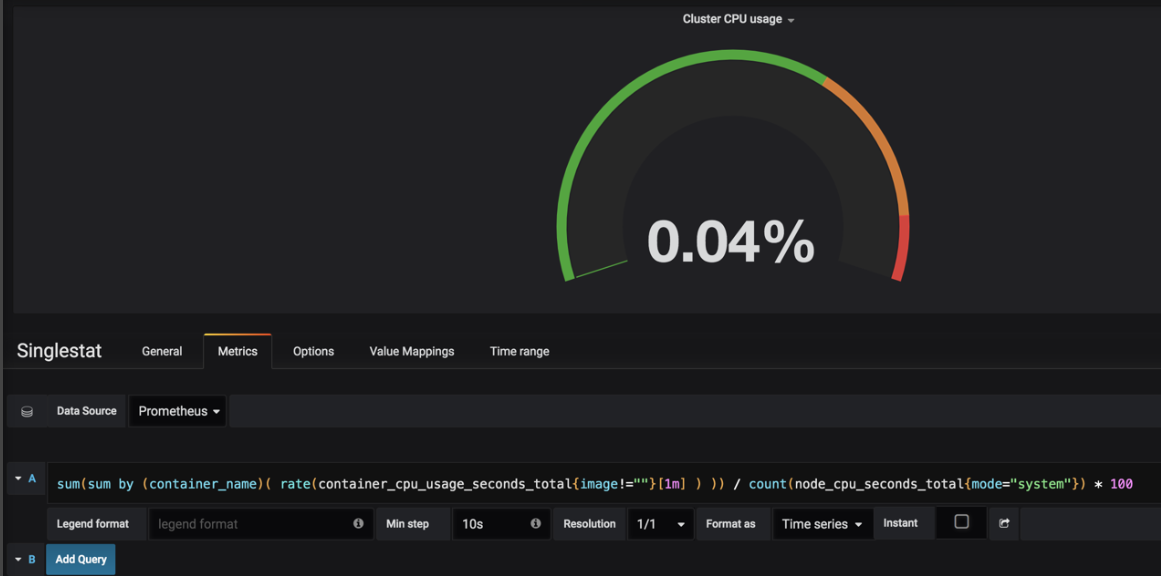 Cluster CPU usage
0.04%
Singlestat General Metrics Options Value Mappings Time range
Data Source Prometheus
A sum(sum by (container_name)( rate(container_cpu_usage_seconds_total{image!=""}[1m] ) )) / count(node_cpu_seconds_total{mode="system"}) * 100
Legend format legend format Min step 10s Resolution 1/1 Format as Time series Instant
B Add Query